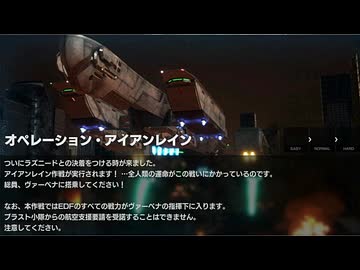 オペレーション・アイアンレイン
EASY NORMAL HARD
ついにラズニードとの決着をつける時が来ました。
アイアンレイン作戦が実行されます！…全人類の運命がこの戦いにかかっているのです。
総員、ヴァーベナに搭乗してください！
なお、本作戦ではEDFのすべての戦力がヴァーベナの指揮下に入ります。
ブラスト小隊からの航空支援要請を受諾することはできません。
注意してください。